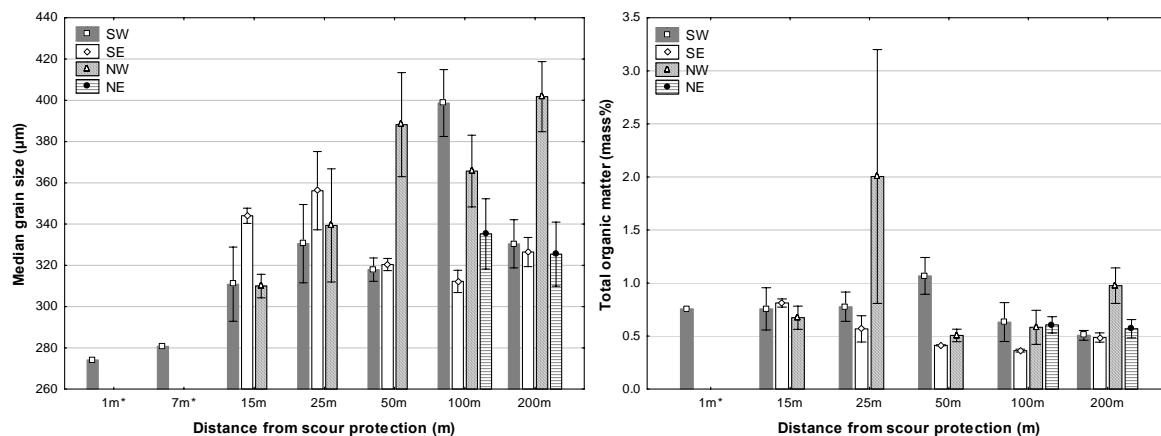 440
420
400
380
360
340
320
300
280
260
Median grain size (µm)
SW
SE
NW
NE
1m* 7m* 15m 25m 50m 100m 200m
Distance from scour protection (m)
3.5
3.0
2.5
2.0
1.5
1.0
0.5
0.0
Total organic matter (mass%)
SW
SE
NW
NE
1m* 15m 25m 50m 100m 200m
Distance from scour protection (m)